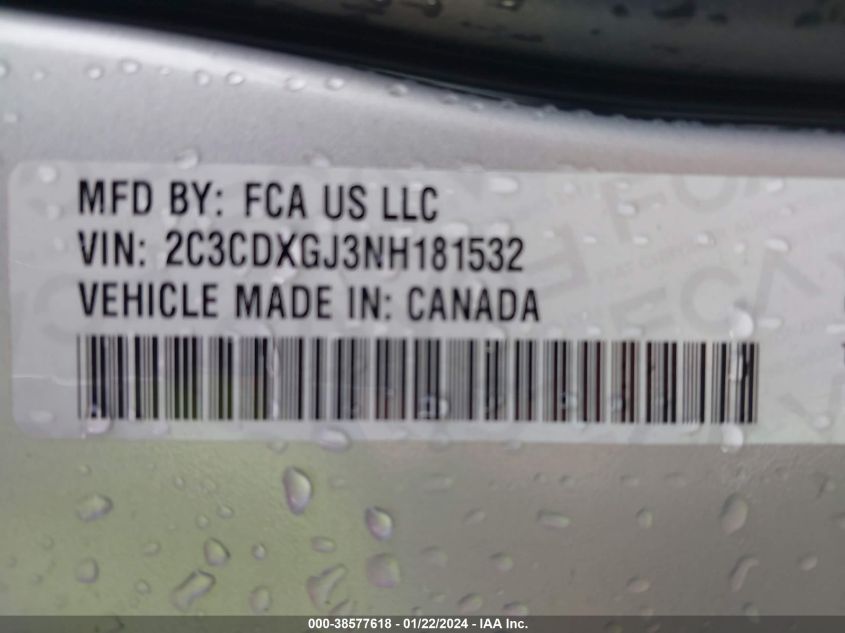 MFD BY: FCA US LLC
VIN: 2C3CDXGJ3NH181532
VEHICLE MADE IN: CANADA
000-38577618 - 01/22/2024 - IAA Inc.